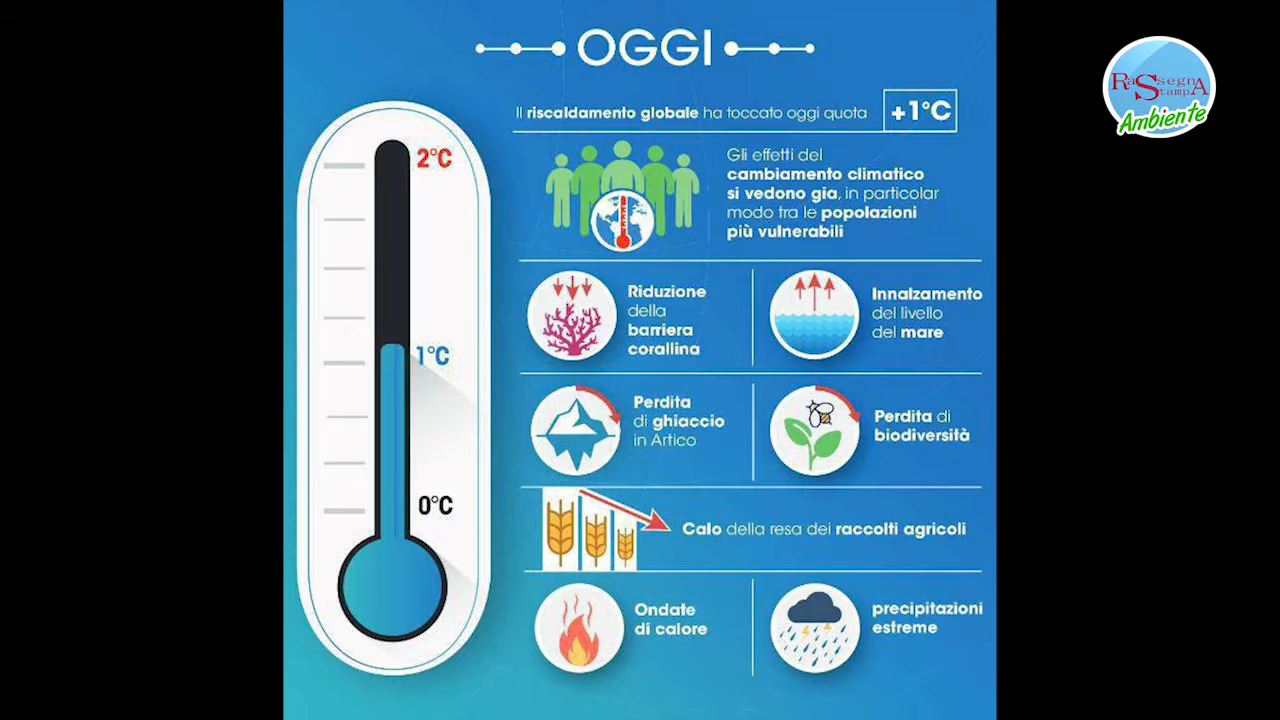 OGGI
Il riscaldamento globale ha toccato oggi quota +1°C
Gli effetti del
cambiamento climatico
si vedono gia, in particolar
modo tra le popolazioni
più vulnerabili
2°C
1°C
0°C
Riduzione
della
barriera
corallina
Innalzamento
del livello
del mare
Perdita
di ghiaccio
in Artico
Perdita di
biodiversità
Calo della resa dei raccolti agricoli
Ondate
di calore
precipitazioni
estreme
RaSsegnA
StampA
Ambiente